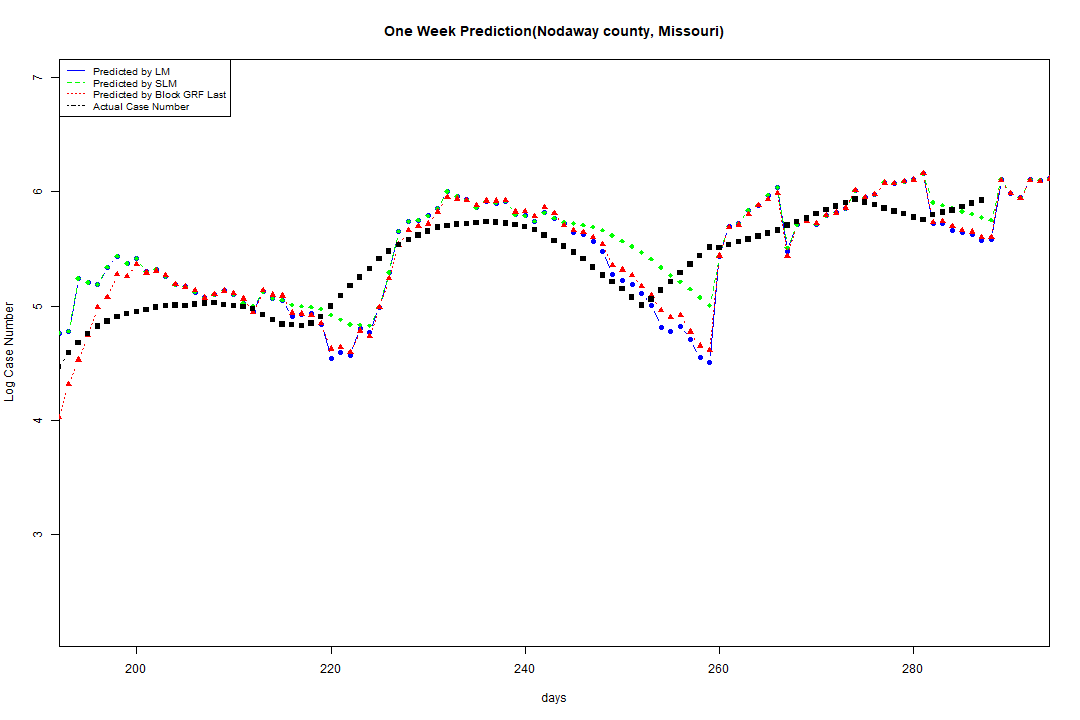 One Week Prediction(Nodaway county, Missouri)
Predicted by LM
Predicted by SLM
Predicted by Block GRF Last
Actual Case Number
7
6
5
4
3
Log Case Number
200 220 240 260 280
days